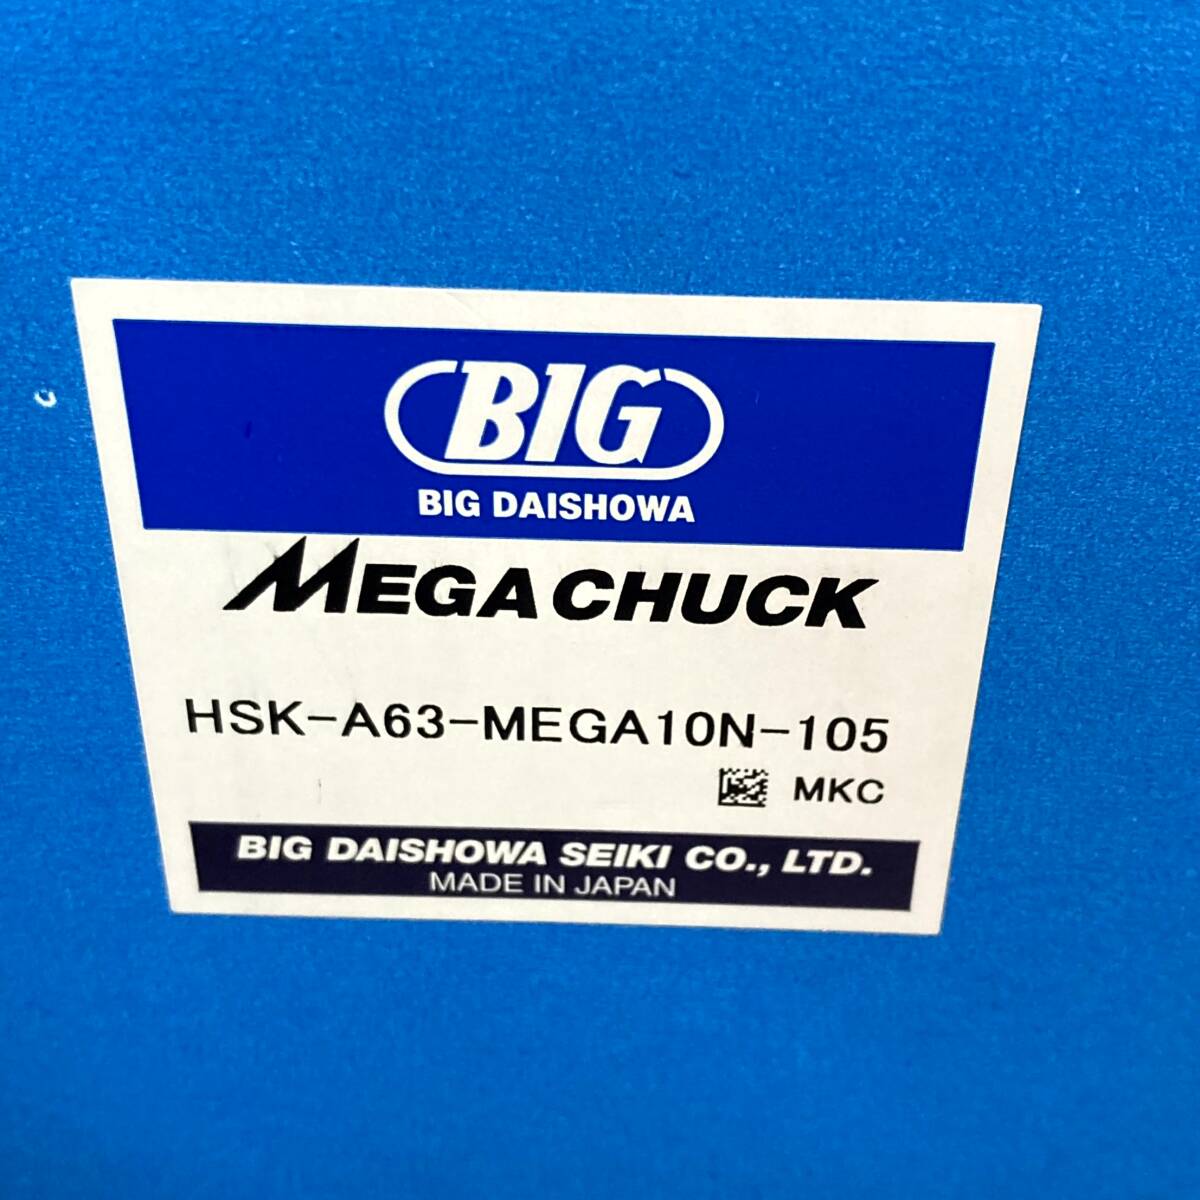 BIG
BIG DAISHOWA
MEGACHUCK
HSK-A63-MEGA10N-105
MKC
BIG DAISHOWA SEIKI CO., LTD.
MADE IN JAPAN